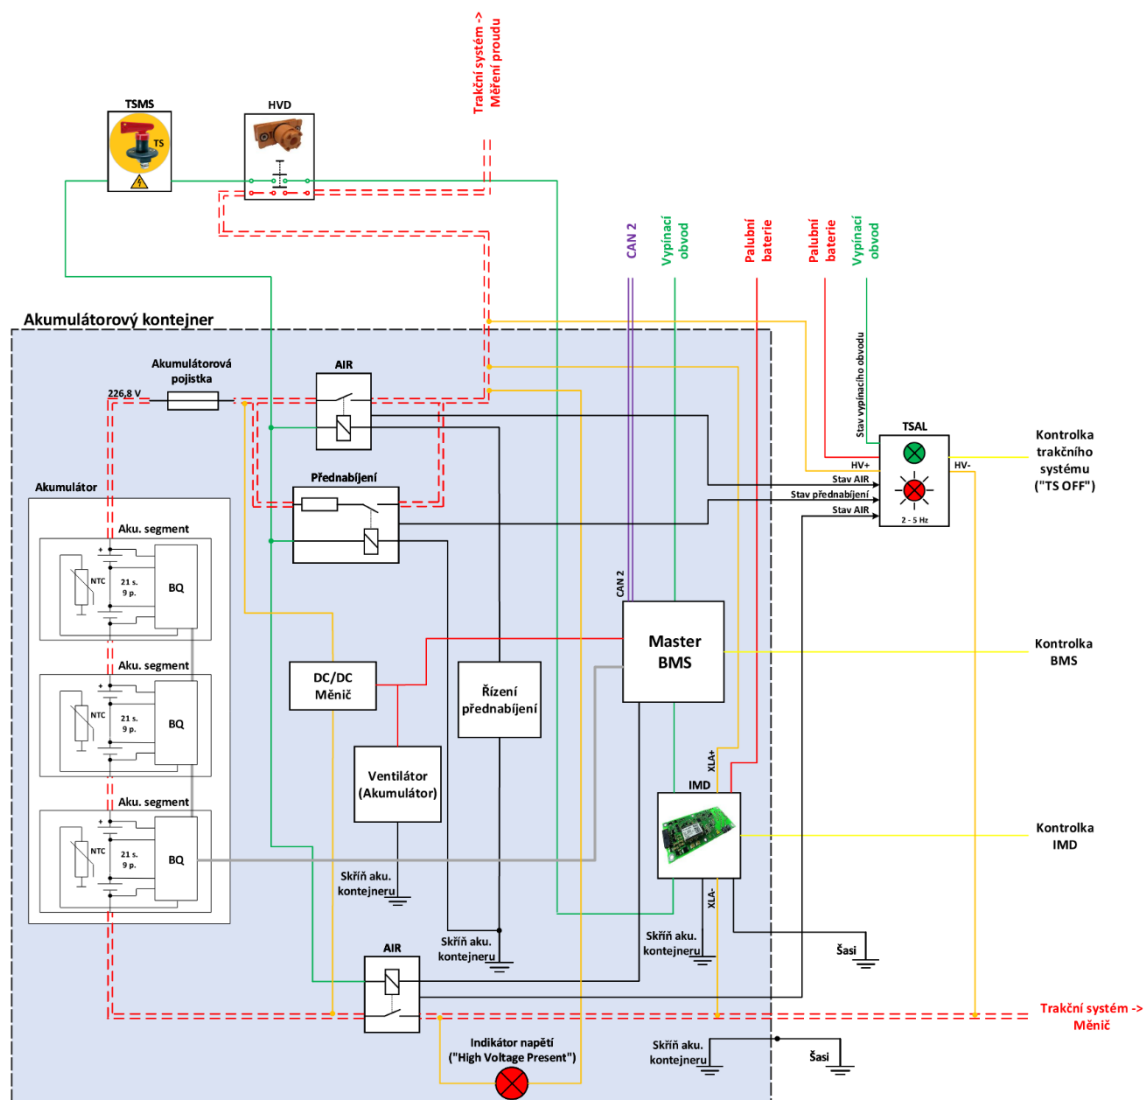 Trakční systém ->
Měření proudu
TSMS
HVD
TS
CAN 2
Vypínací
obvod
Palubní
baterie
Palubní
baterie
Vypínací
obvod
Akumulátorový kontejner
Akumulátorová
pojistka
AIR
226,8 V
Stav vypínacího obvodu
TSAL
Kontrolka
trakčního
systému
("TS OFF")
HV+
HV-
Stav AIR
Stav přednabíjení
Stav AIR
2 - 5 Hz
Přednabíjení
Akumulátor
Aku. segment
+
NTC
21 s.
9 p.
BQ
CAN 2
Master
BMS
Kontrolka
BMS
Aku. segment
+
NTC
21 s.
9 p.
BQ
DC/DC
Měnič
Řízení
přednabíjení
Ventilátor
(Akumulátor)
XLA+
IMD
Kontrolka
IMD
Aku. segment
+
NTC
21 s.
9 p.
BQ
Skříň aku.
kontejneru
XLA-
Skříň aku.
kontejneru
Skříň aku.
kontejneru
Šasi
AIR
Trakční systém ->
Měnič
Indikátor napětí
("High Voltage Present")
Skříň aku.
kontejneru
Šasi